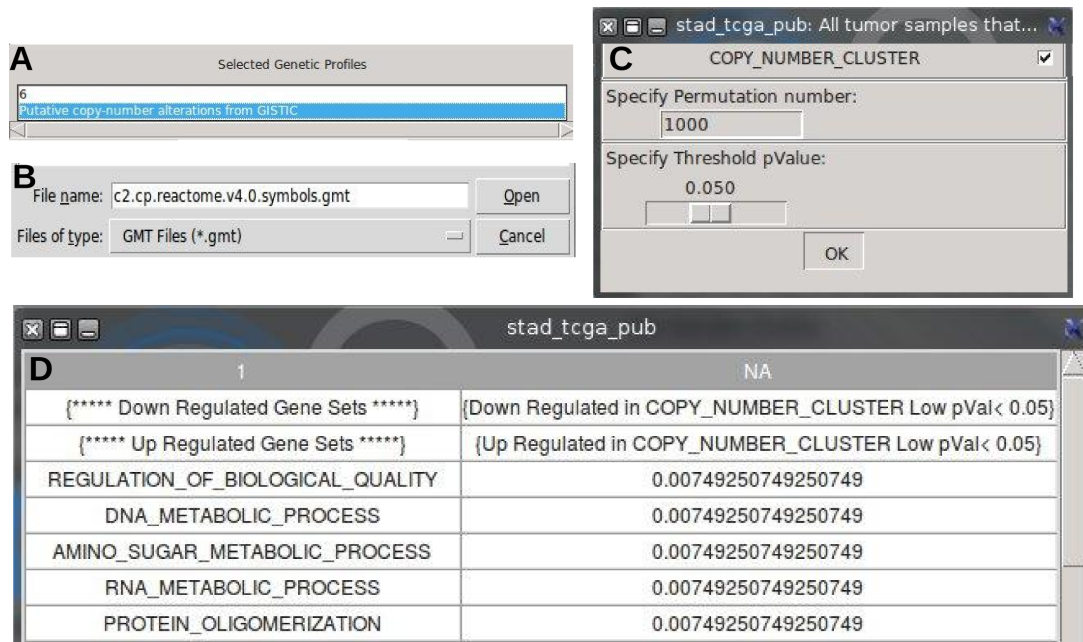 A
Selected Genetic Profiles
6
Putative copy-number alterations from GISTIC
B
File name: c2.cp.reactome.v4.0.symbols.gmt Open
Files of type: GMT Files (*.gmt) Cancel
stad_tcga_pub: All tumor samples that...
C COPY_NUMBER_CLUSTER
Specify Permutation number:
1000
Specify Threshold pValue:
0.050
OK
stad_tcga_pub
D 1 NA
{***** Down Regulated Gene Sets *****} {Down Regulated in COPY_NUMBER_CLUSTER Low pVal< 0.05}
{***** Up Regulated Gene Sets *****} {Up Regulated in COPY_NUMBER_CLUSTER Low pVal< 0.05}
REGULATION_OF_BIOLOGICAL_QUALITY 0.00749250749250749
DNA_METABOLIC_PROCESS 0.00749250749250749
AMINO_SUGAR_METABOLIC_PROCESS 0.00749250749250749
RNA_METABOLIC_PROCESS 0.00749250749250749
PROTEIN_OLIGOMERIZATION 0.00749250749250749